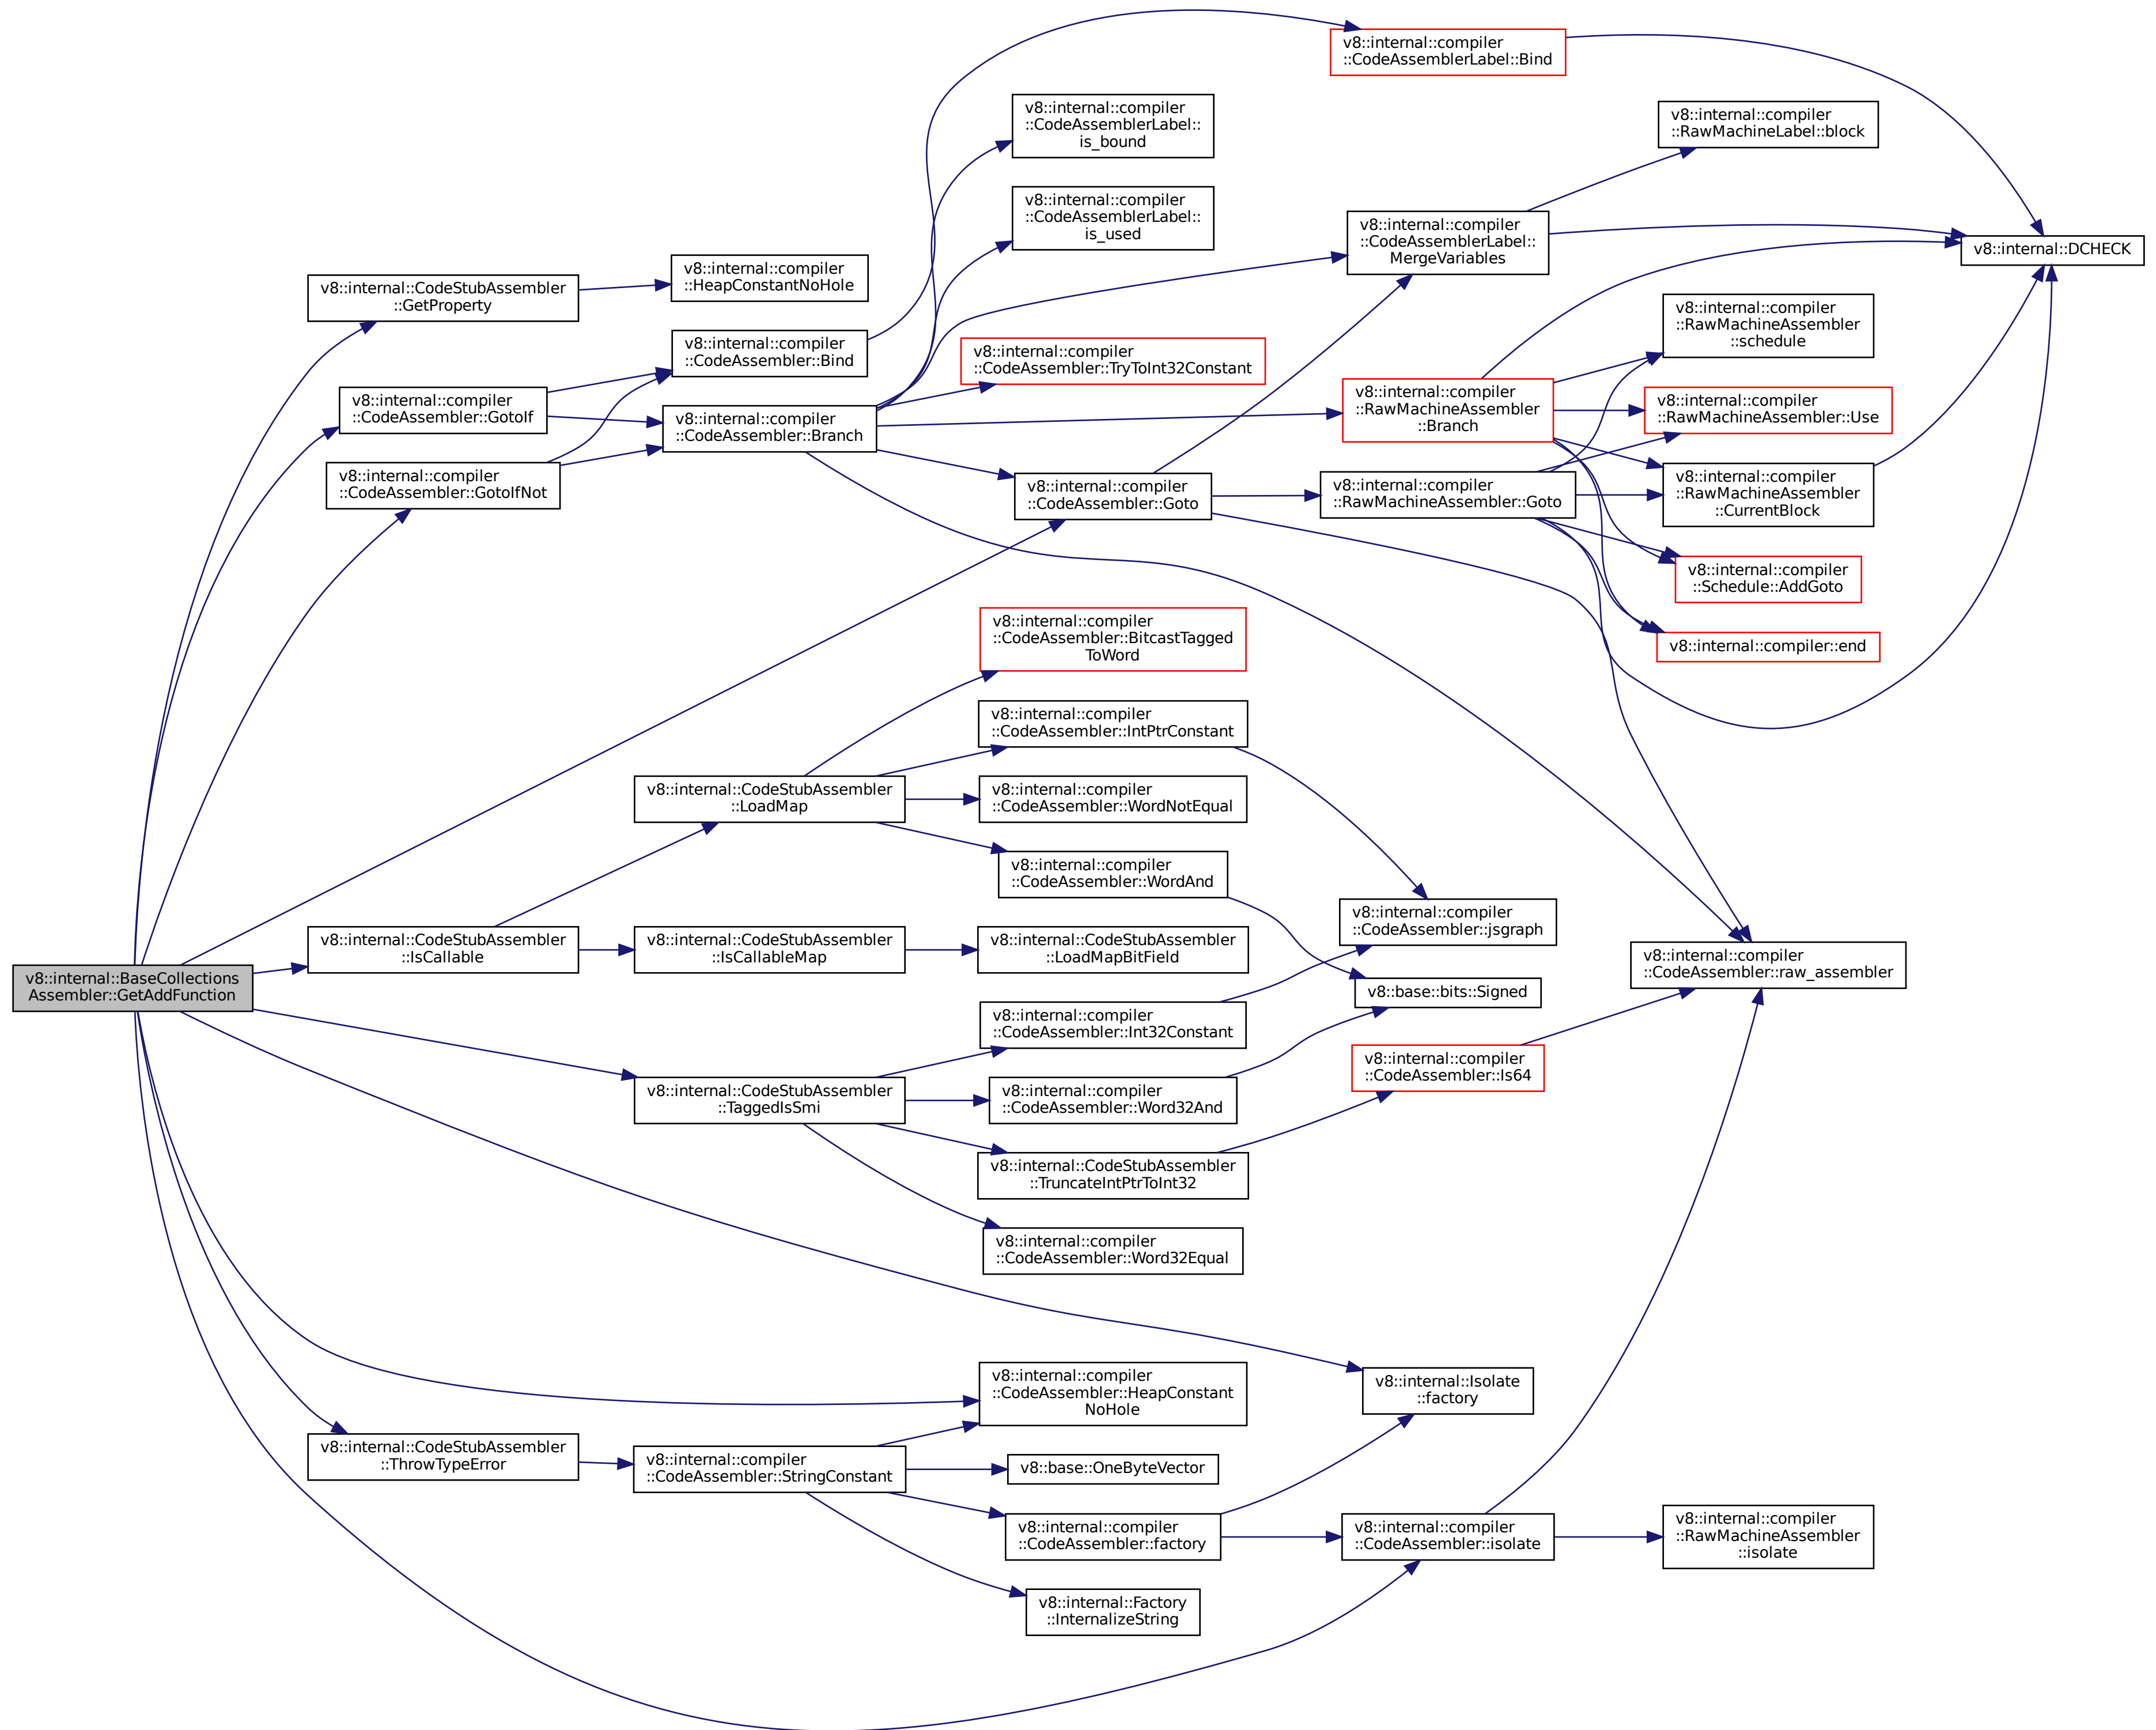 v8::internal::BaseCollections
Assembler::GetAddFunction
v8::internal::CodeStubAssembler
::GetProperty
v8::internal::compiler
::CodeAssembler::GotoIf
v8::internal::compiler
::CodeAssembler::GotoIfNot
v8::internal::CodeStubAssembler
::IsCallable
v8::internal::CodeStubAssembler
::ThrowTypeError
v8::internal::compiler
::HeapConstantNoHole
v8::internal::compiler
::CodeAssembler::Bind
v8::internal::compiler
::CodeAssembler::Branch
v8::internal::CodeStubAssembler
::LoadMap
v8::internal::CodeStubAssembler
::IsCallableMap
v8::internal::CodeStubAssembler
::TaggedIsSmi
v8::internal::compiler
::CodeAssembler::StringConstant
v8::internal::compiler
::CodeAssemblerLabel::
is_bound
v8::internal::compiler
::CodeAssemblerLabel::
is_used
v8::internal::compiler
::CodeAssembler::TryToInt32Constant
v8::internal::compiler
::CodeAssembler::Goto
v8::internal::compiler
::CodeAssembler::BitcastTagged
ToWord
v8::internal::compiler
::CodeAssembler::IntPtrConstant
v8::internal::compiler
::CodeAssembler::WordNotEqual
v8::internal::compiler
::CodeAssembler::WordAnd
v8::internal::CodeStubAssembler
::LoadMapBitField
v8::internal::compiler
::CodeAssembler::Int32Constant
v8::internal::compiler
::CodeAssembler::Word32And
v8::internal::CodeStubAssembler
::TruncateIntPtrToInt32
v8::internal::compiler
::CodeAssembler::Word32Equal
v8::internal::compiler
::CodeAssembler::HeapConstant
NoHole
v8::base::OneByteVector
v8::internal::compiler
::CodeAssembler::factory
v8::internal::Factory
::InternalizeString
v8::internal::compiler
::CodeAssemblerLabel::Bind
v8::internal::compiler
::CodeAssemblerLabel::
MergeVariables
v8::internal::compiler
::RawMachineAssembler
::Branch
v8::internal::compiler
::RawMachineAssembler::Goto
v8::internal::compiler
::CodeAssembler::jsgraph
v8::base::bits::Signed
v8::internal::compiler
::CodeAssembler::Is64
v8::internal::Isolate
::factory
v8::internal::compiler
::CodeAssembler::isolate
v8::internal::compiler
::RawMachineLabel::block
v8::internal::DCHECK
v8::internal::compiler
::RawMachineAssembler
::schedule
v8::internal::compiler
::RawMachineAssembler::Use
v8::internal::compiler
::RawMachineAssembler
::CurrentBlock
v8::internal::compiler
::Schedule::AddGoto
v8::internal::compiler::end
v8::internal::compiler
::CodeAssembler::raw_assembler
v8::internal::compiler
::RawMachineAssembler
::isolate